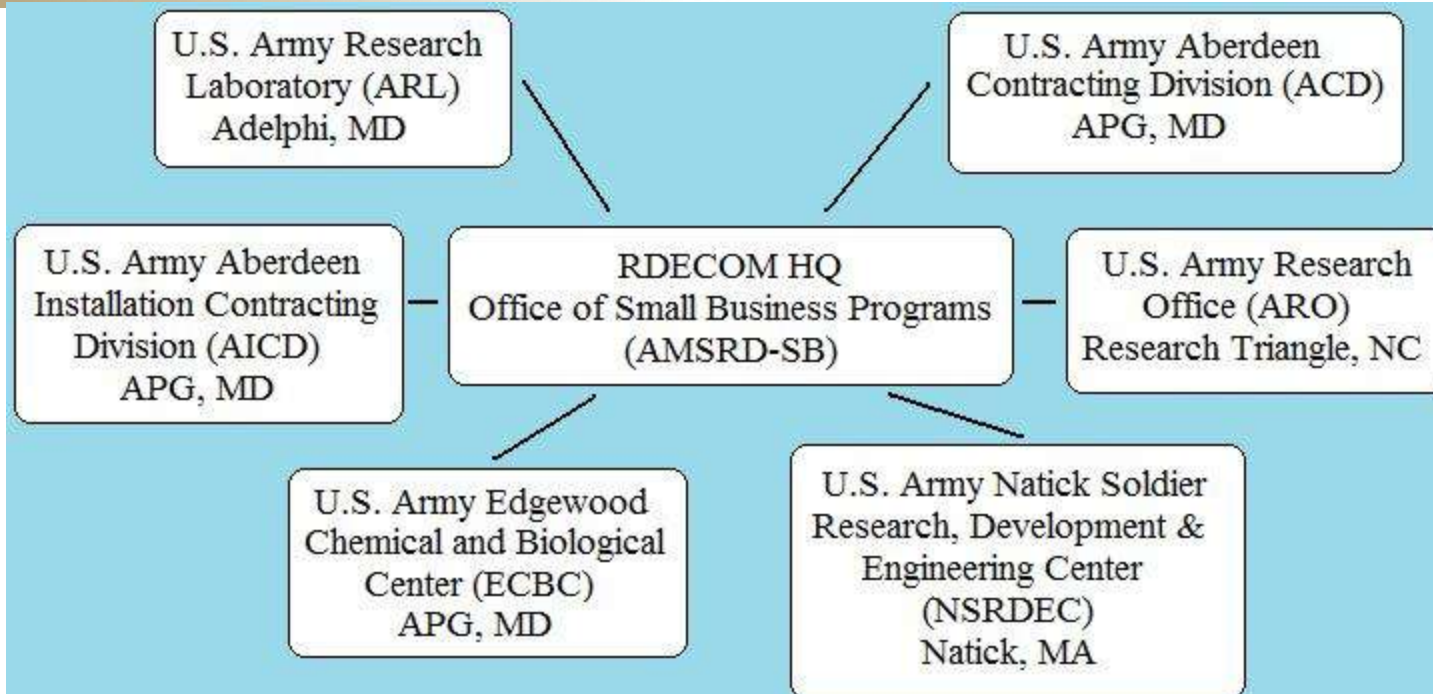 U.S. Army Research
Laboratory (ARL)
Adelphi, MD
U.S. Army Aberdeen
Contracting Division (ACD)
APG, MD
U.S. Army Aberdeen
Installation Contracting
Division (AICD)
APG, MD
RDECOM HQ
Office of Small Business Programs
(AMSRD-SB)
U.S. Army Research
Office (ARO)
Research Triangle, NC
U.S. Army Edgewood
Chemical and Biological
Center (ECBC)
APG, MD
U.S. Army Natick Soldier
Research, Development &
Engineering Center
(NSRDEC)
Natick, MA